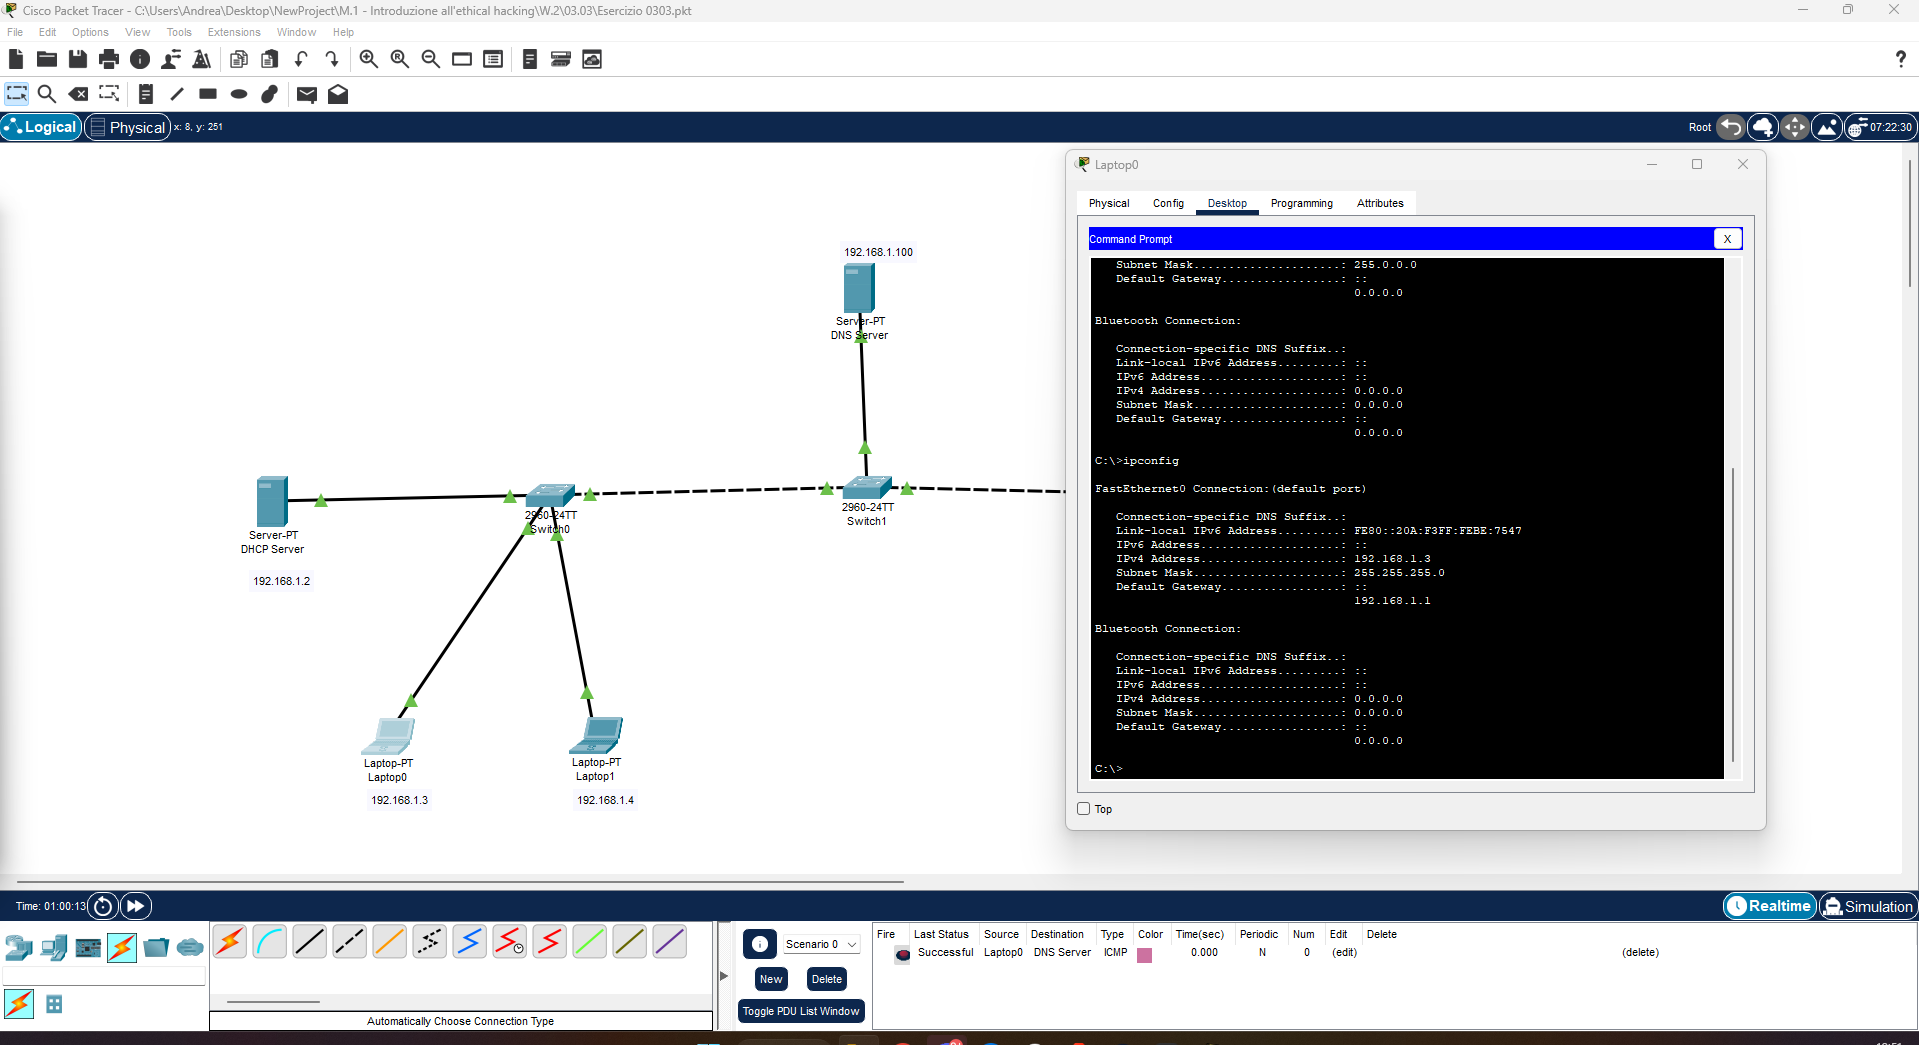 Cisco Packet Tracer - C:\Users\Andrea\Desktop\NewProject\M.1 - Introduzione all'ethical hacking\W.2\03.03\Esercizio 0303.pkt
File Edit Options View Tools Extensions Window Help
?
Logical Physical x: 8, y: 251 Root 07:22:30
192.168.1.100
Server-PT
DNS Server
2960-24TT
Switch0
2960-24TT
Switch1
Server-PT
DHCP Server
192.168.1.2
Laptop-PT
Laptop0
192.168.1.3
Laptop-PT
Laptop1
192.168.1.4
Laptop0
Physical Config Desktop Programming Attributes
Command Prompt X
Subnet Mask.....................: 255.0.0.0
Default Gateway.................: ::
0.0.0.0
Bluetooth Connection:
Connection-specific DNS Suffix..:
Link-local IPv6 Address.........: ::
IPv6 Address....................: ::
IPv4 Address....................: 0.0.0.0
Subnet Mask.....................: 0.0.0.0
Default Gateway.................: ::
0.0.0.0
C:\>ipconfig
FastEthernet0 Connection:(default port)
Connection-specific DNS Suffix..:
Link-local IPv6 Address.........: FE80::20A:F3FF:FEBE:7547
IPv6 Address....................: ::
IPv4 Address....................: 192.168.1.3
Subnet Mask.....................: 255.255.255.0
Default Gateway.................: ::
192.168.1.1
Bluetooth Connection:
Connection-specific DNS Suffix..:
Link-local IPv6 Address.........: ::
IPv6 Address....................: ::
IPv4 Address....................: 0.0.0.0
Subnet Mask.....................: 0.0.0.0
Default Gateway.................: ::
0.0.0.0
C:\>
Top
Time: 01:00:13 Realtime Simulation
Automatically Choose Connection Type
Scenario 0
New Delete
Toggle PDU List Window
Fire Last Status Source Destination Type Color Time(sec) Periodic Num Edit Delete
Successful Laptop0 DNS Server ICMP 0.000 N 0 (edit) (delete)